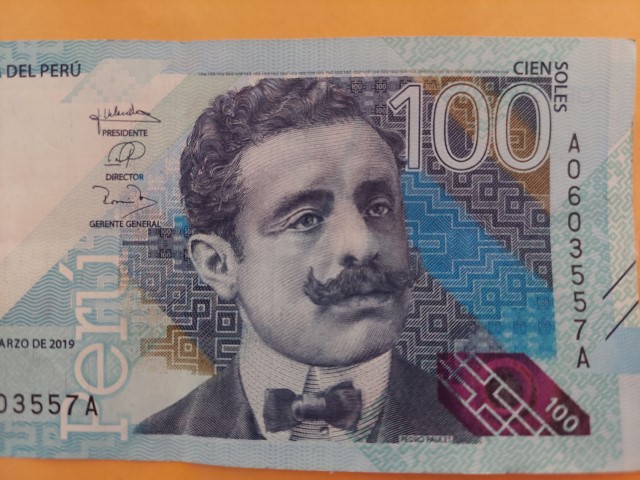 DEL PERÚ
CIEN SOLES
100
PRESIDENTE
DIRECTOR
GERENTE GENERAL
Perú
ARZO DE 2019
03557A
A0603557A
PEDRO PAULET
100